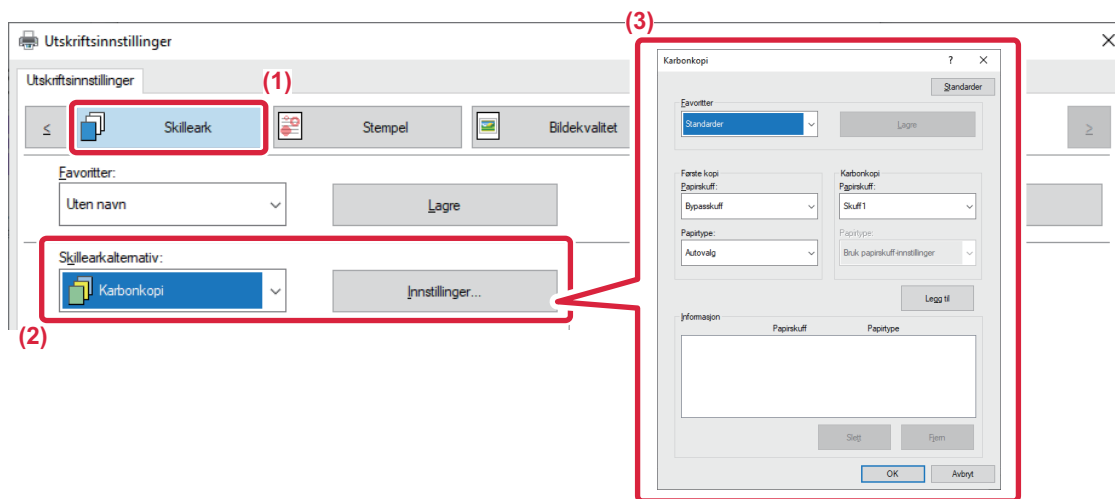 (3)
Utskriftsinnstillinger
Utskriftsinnstillinger
(1)
≤
Skilleark
Stempel
Bildekvalitet
≥
Favoritter:
Uten navn
Lagre
Skillearkalternativ:
Karbonkopi
Innstillinger...
(2)
Karbonkopi
?
Standarder
Favoritter
Standarder
Lagre
Første kopi
Karbonkopi
Papirskuff:
Papirskuff:
Bypasskuff
Skuff1
Papirtype:
Papirtype:
Autovalg
Bruk papirskuff-innstillinger
Legg til
Informasjon
Papirskuff
Papirtype
Slett
Fjern
OK
Avbryt